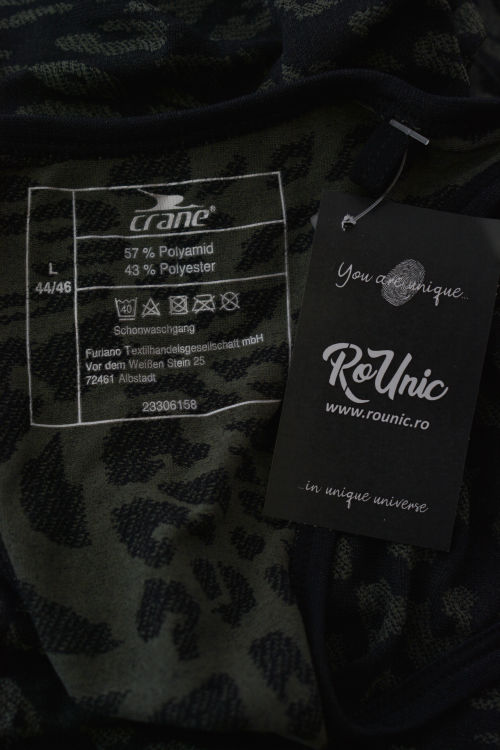 crane®
57 % Polyamid
43 % Polyester
L
44/46
40
Schonwaschgang
Furiano Textilhandelsgesellschaft mbH
Vor dem Weißen Stein 25
72461 Albstadt
23306158
You are unique...
RoUnic
www.rounic.ro
...in unique universe